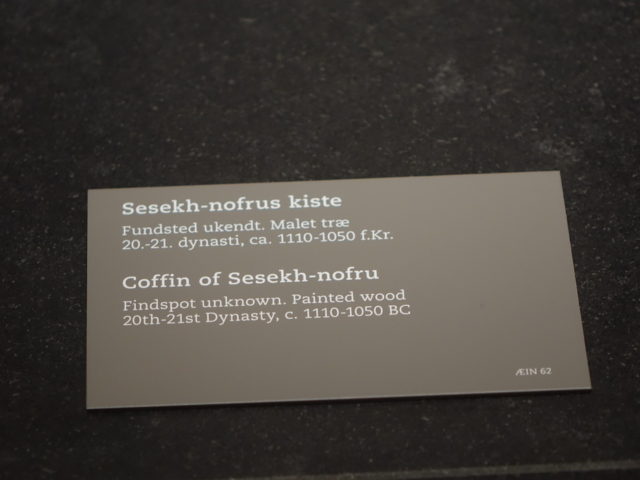 Sesekh-nofrus kiste
Fundsted ukendt. Malet træ
20.-21. dynasti, ca. 1110-1050 f.Kr.
Coffin of Sesekh-nofru
Findspot unknown. Painted wood
20th-21st Dynasty, c. 1110-1050 BC
ÆIN 62